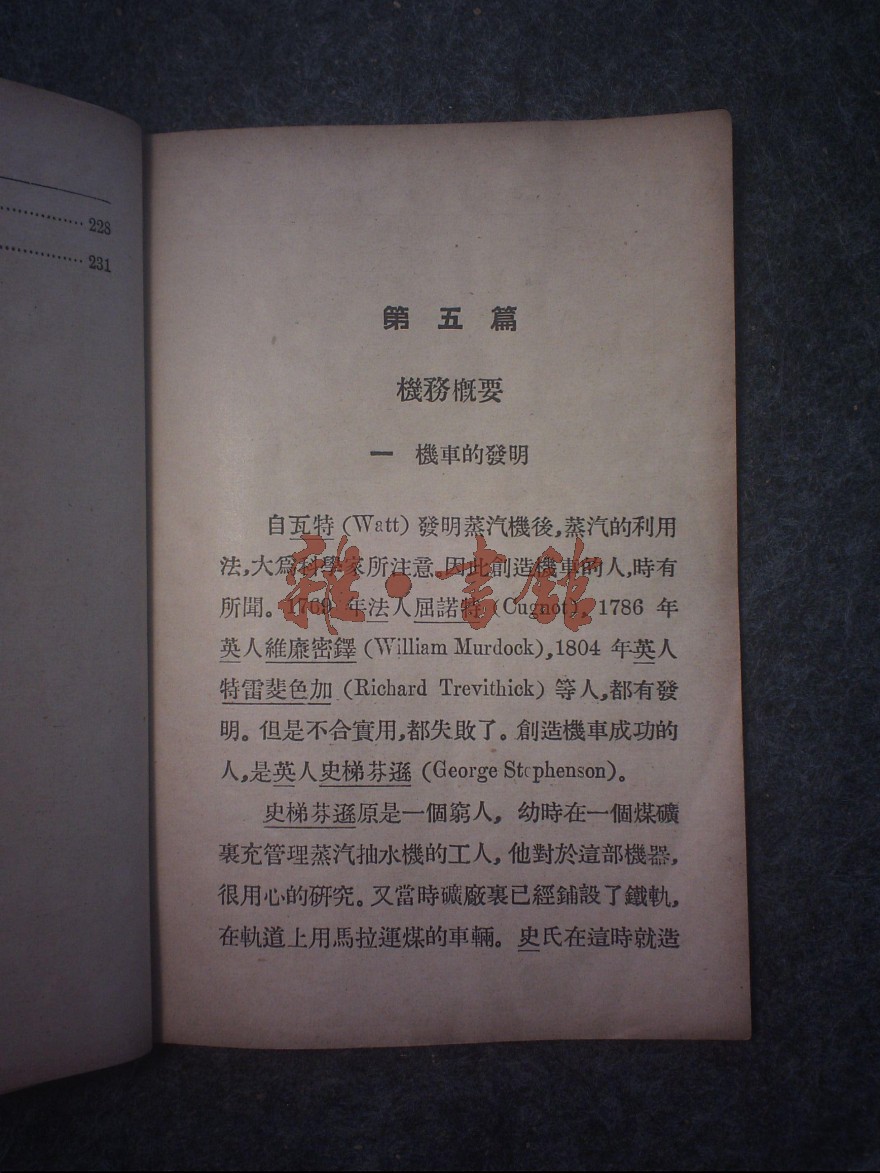 228
231
第五篇
機務概要
一 機車的發明
自瓦特 (Watt) 發明蒸汽機後,蒸汽的利用
法,大爲科學家所注意,因此創造機車的人,時有
所聞。1769 年法人屈諾特 (Cugnot), 1786 年
英人維廉密鐸 (William Murdock), 1804 年英人
特雷斐色加 (Richard Trevithick) 等人,都有發
明。但是不合實用,都失敗了。創造機車成功的
人,是英人史梯芬遜 (George Stephenson)。
史梯芬遜原是一個窮人, 幼時在一個煤礦
裏充管理蒸汽抽水機的工人, 他對於這部機器,
很用心的研究。又當時礦廠裏已經鋪設了鐵軌,
在軌道上用馬拉運煤的車輛。史氏在這時就造
雜·書館